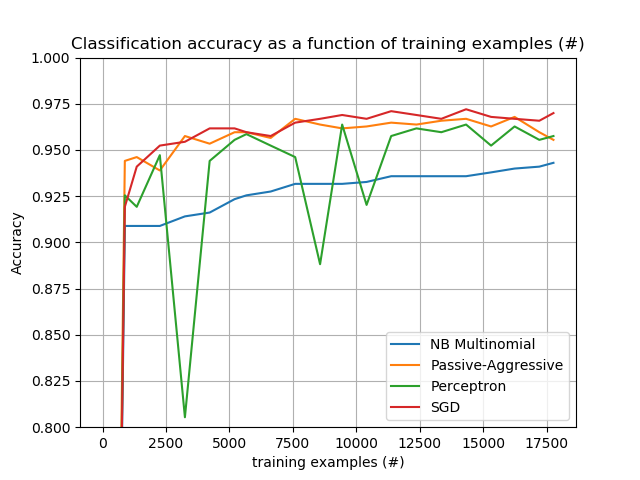 Classification accuracy as a function of training examples (#)
1.000
0.975
0.950
0.925
0.900
0.875
0.850
0.825
0.800
Accuracy
0
2500
5000
7500
10000
12500
15000
17500
training examples (#)
NB Multinomial
Passive-Aggressive
Perceptron
SGD